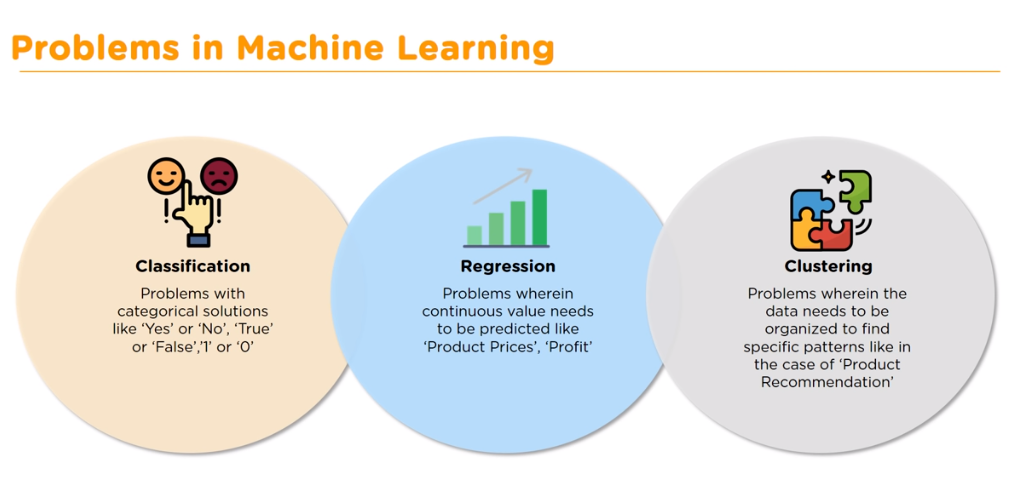 Problems in Machine Learning
Classification
Problems with
categorical solutions
like ‘Yes’ or ‘No’, ‘True’
or ‘False’,‘1’ or ‘0’
Regression
Problems wherein
continuous value needs
to be predicted like
‘Product Prices’, ‘Profit’
Clustering
Problems wherein the
data needs to be
organized to find
specific patterns like in
the case of ‘Product
Recommendation’